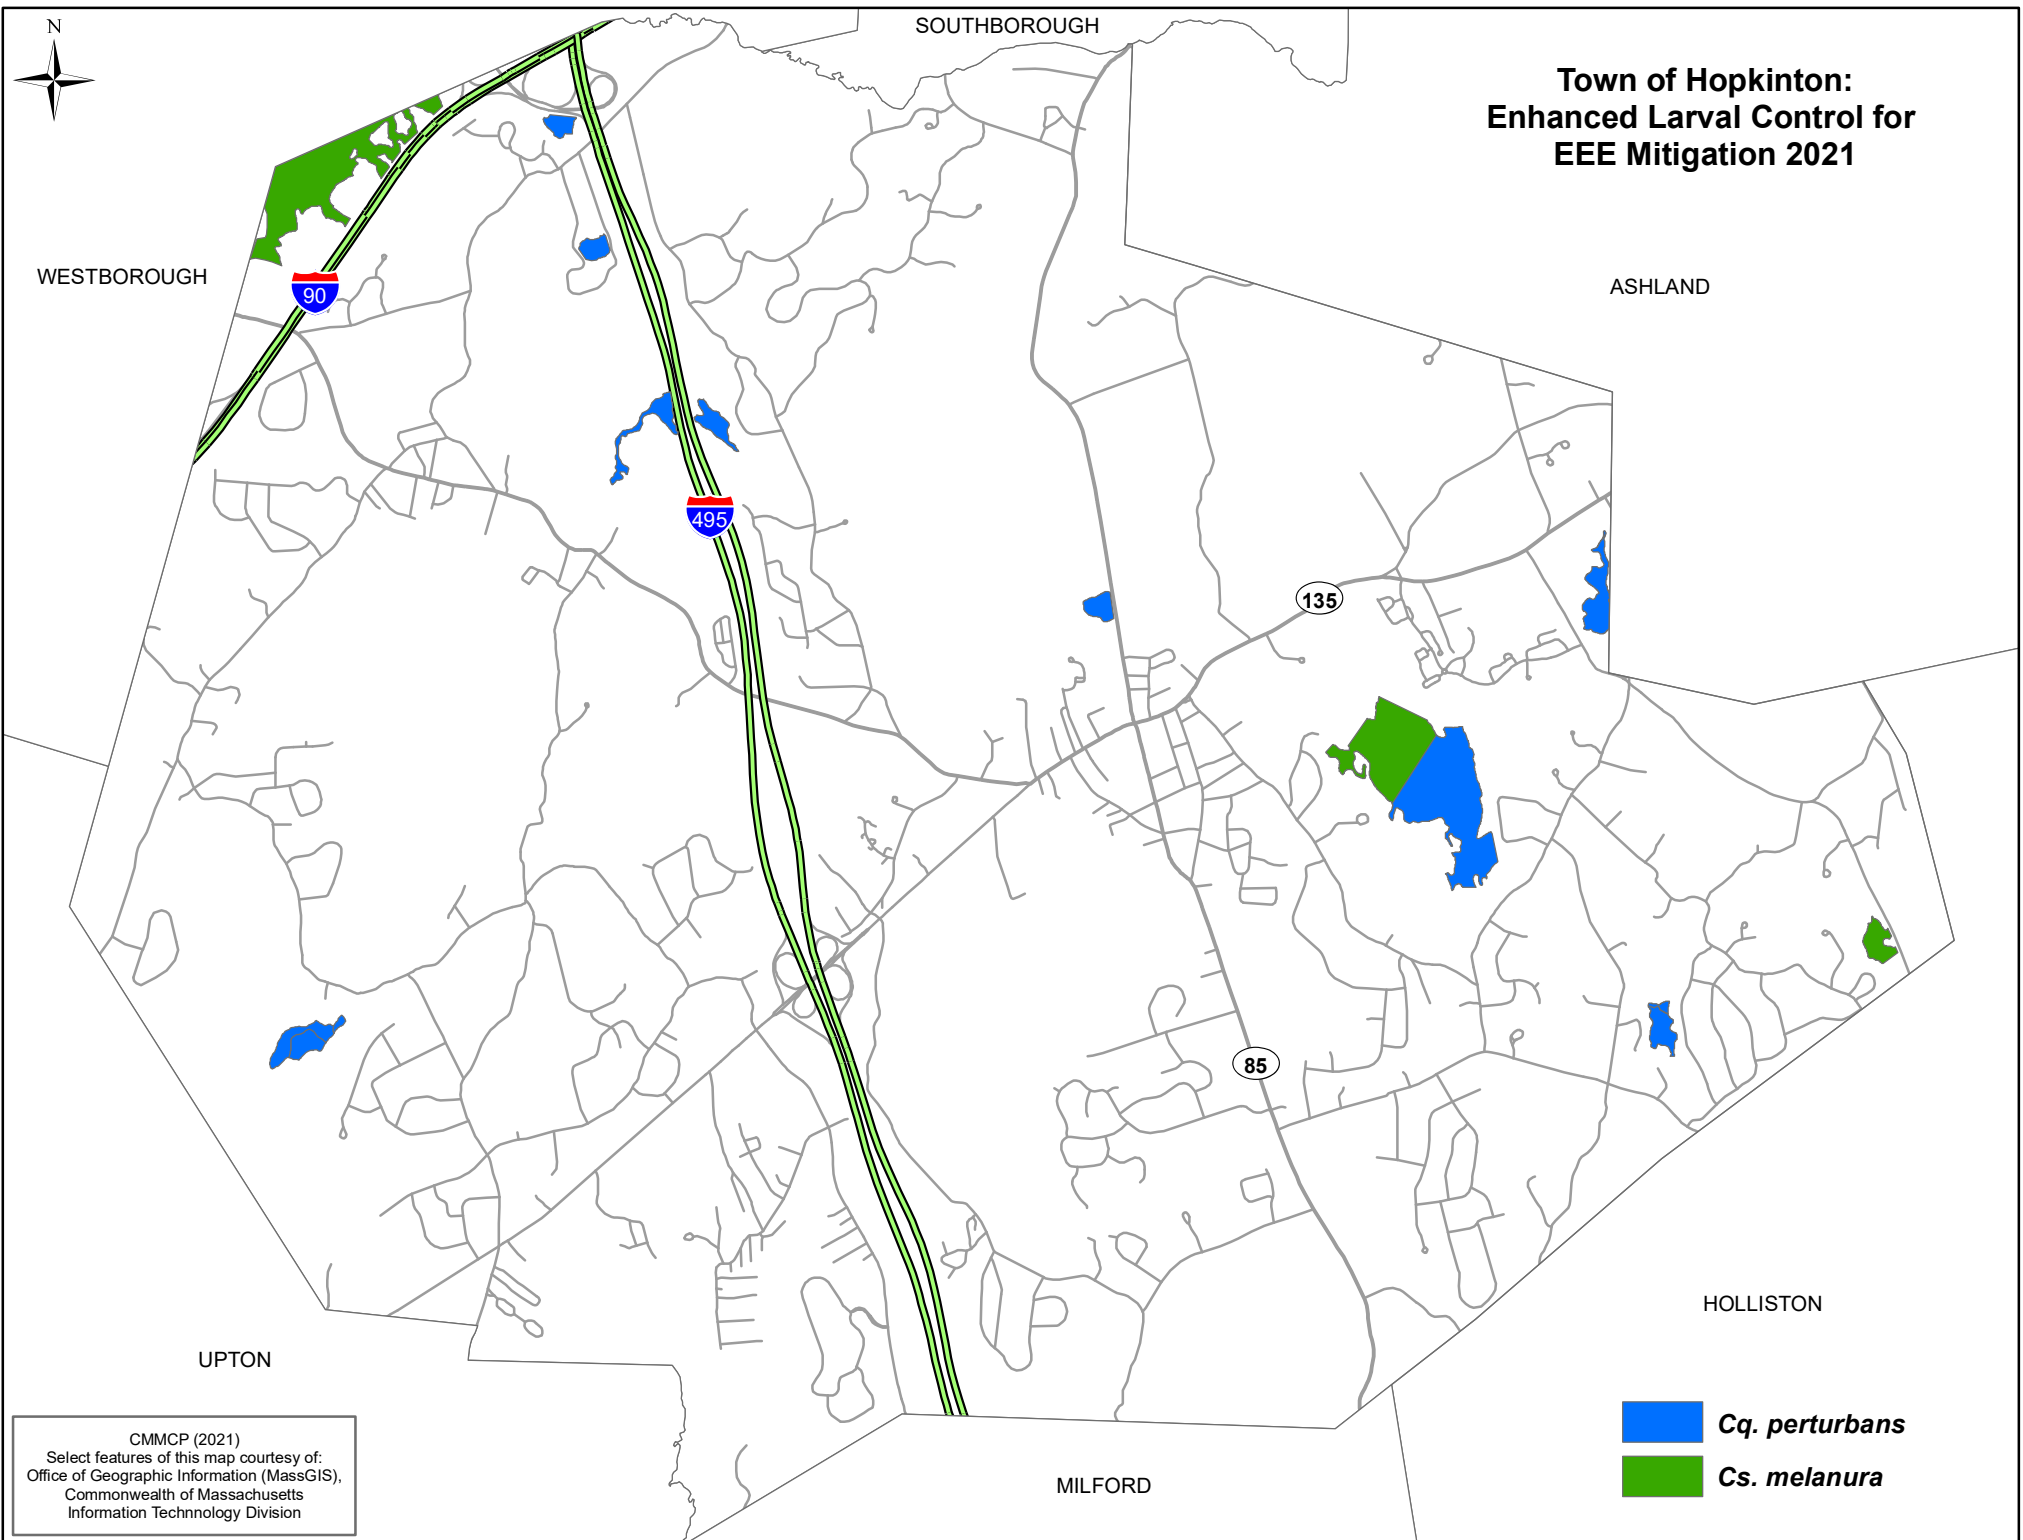 N
SOUTHBOROUGH
Town of Hopkinton:
Enhanced Larval Control for
EEE Mitigation 2021
WESTBOROUGH
90
ASHLAND
495
135
85
HOLLISTON
UPTON
MILFORD
Cq. perturbans
Cs. melanura
CMMCP (2021)
Select features of this map courtesy of:
Office of Geographic Information (MassGIS),
Commonwealth of Massachusetts
Information Technnology Division